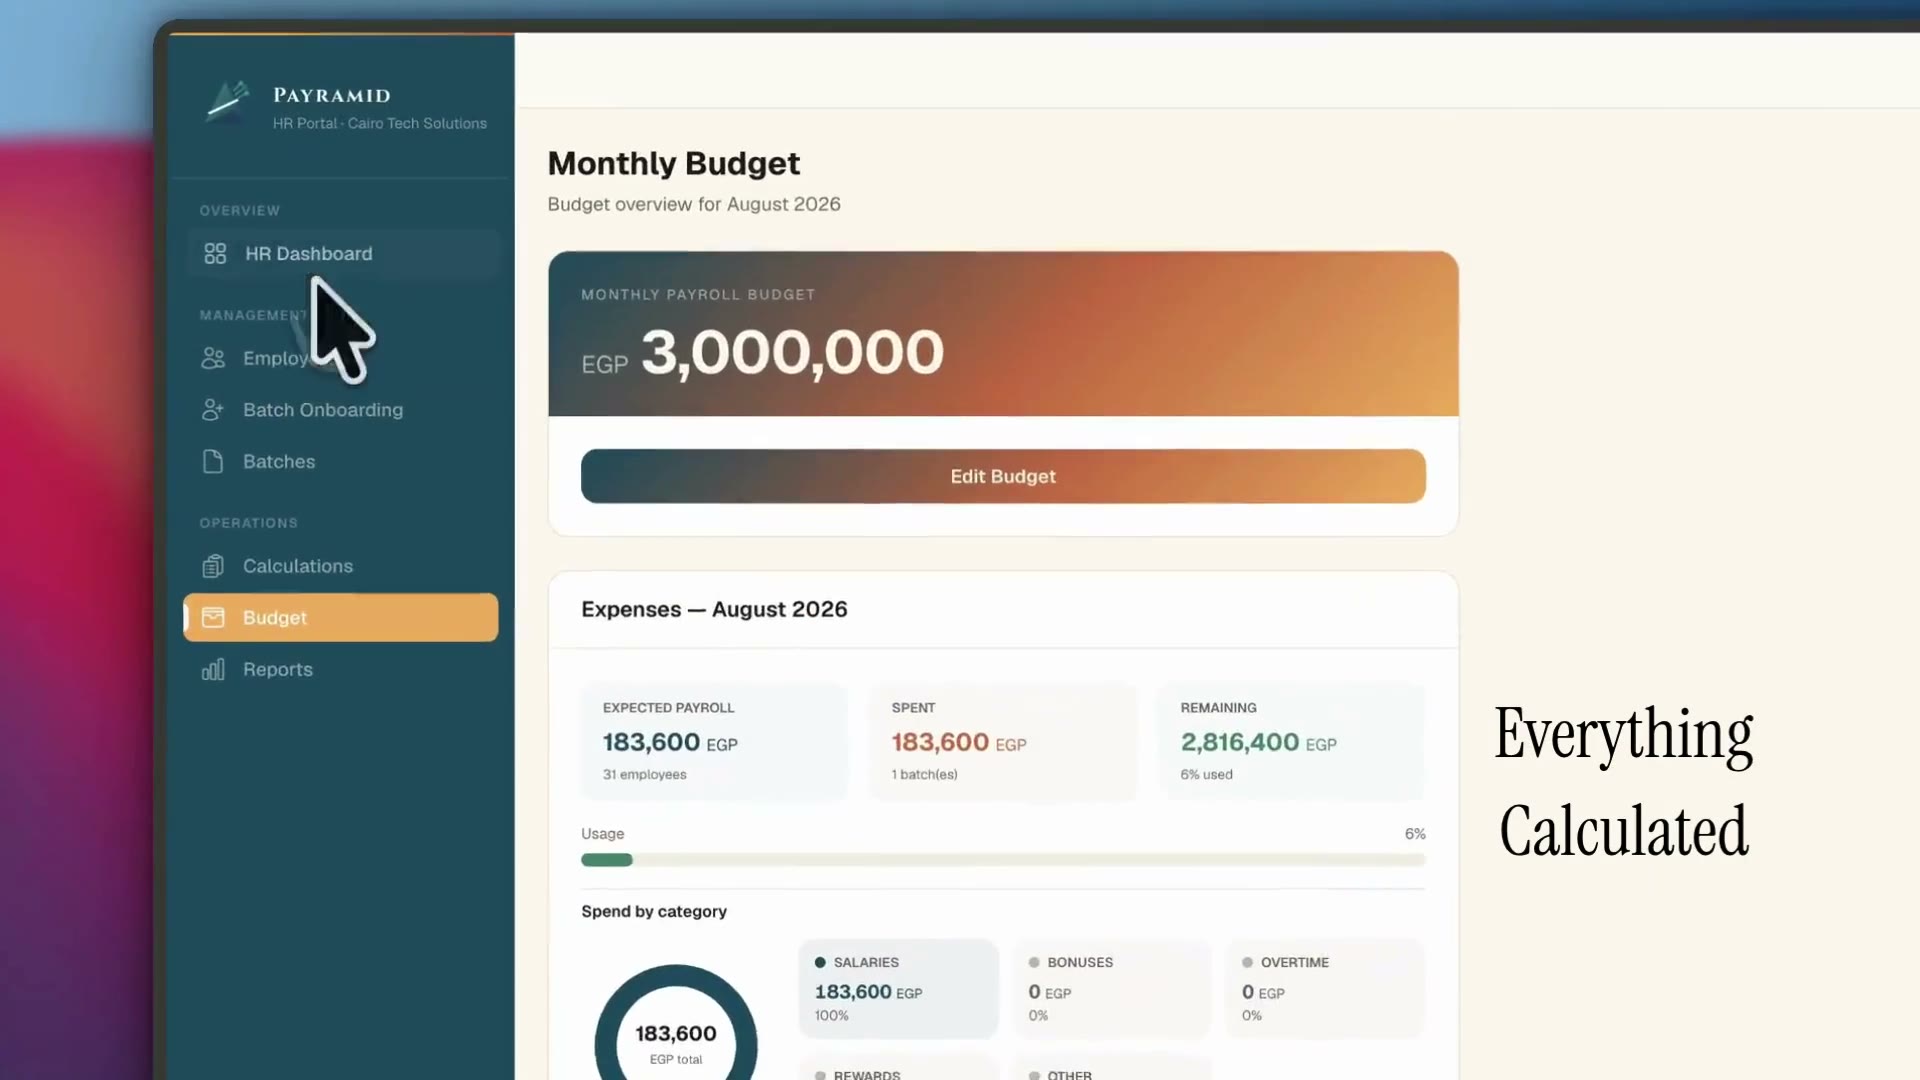 PAYRAMID
HR Portal · Cairo Tech Solutions
OVERVIEW
HR Dashboard
MANAGEMENT
Batch Onboarding
Batches
OPERATIONS
Calculations
Budget
Reports
Monthly Budget
Budget overview for August 2026
MONTHLY PAYROLL BUDGET
EGP 3,000,000
Edit Budget
Expenses — August 2026
EXPECTED PAYROLL
183,600 EGP
31 employees
SPENT
183,600 EGP
1 batch(es)
REMAINING
2,816,400 EGP
6% used
Usage 6%
Spend by category
183,600
EGP total
SALARIES
183,600 EGP
100%
BONUSES
0 EGP
0%
OVERTIME
0 EGP
0%
REWARDS
OTHER
Everything
Calculated